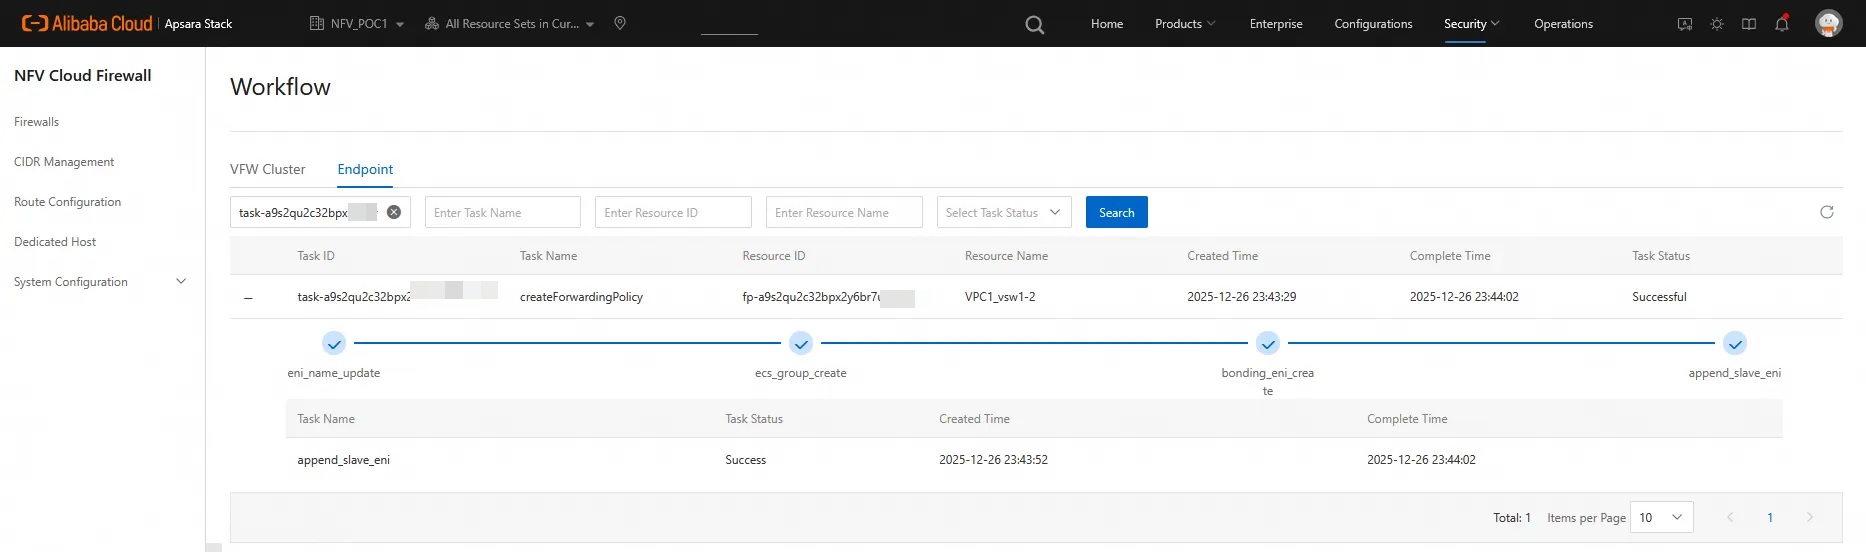 Alibaba Cloud | Apsara Stack NFV_POC1 All Resource Sets in Cur... Home Products Enterprise Configurations Security Operations
NFV Cloud Firewall
Firewalls
CIDR Management
Route Configuration
Dedicated Host
System Configuration
Workflow
VFW Cluster Endpoint
task-a9s2qu2c32bpx Enter Task Name Enter Resource ID Enter Resource Name Select Task Status Search
Task ID Task Name Resource ID Resource Name Created Time Complete Time Task Status
task-a9s2qu2c32bpx2 createForwardingPolicy fp-a9s2qu2c32bpx2y6br7 VPC1_vsw1-2 2025-12-26 23:43:29 2025-12-26 23:44:02 Successful
eni_name_update ecs_group_create bonding_eni_crea append_slave_eni
te
Task Name Task Status Created Time Complete Time
append_slave_eni Success 2025-12-26 23:43:52 2025-12-26 23:44:02
Total: 1 Items per Page 10 1